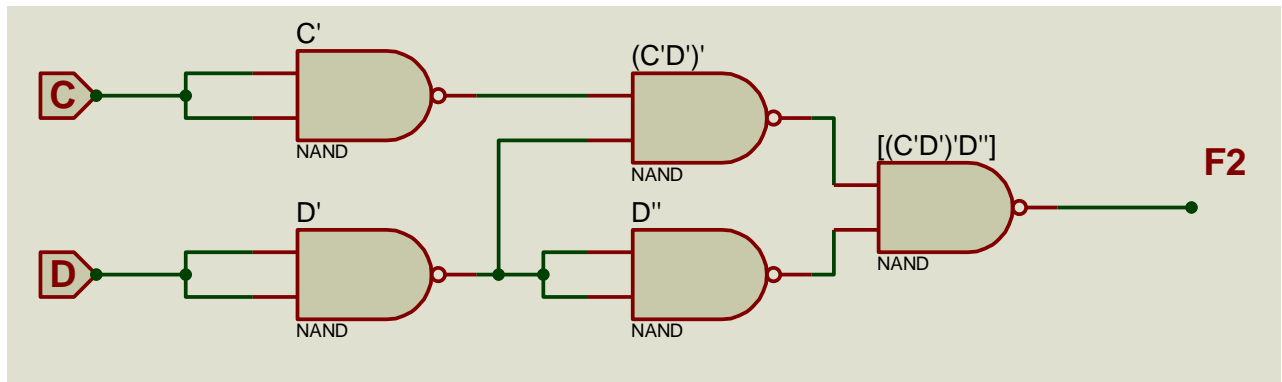 C'
(C'D')'
C
NAND
NAND
[(C'D')'D"]
F2
D'
D"
D
NAND
NAND
NAND